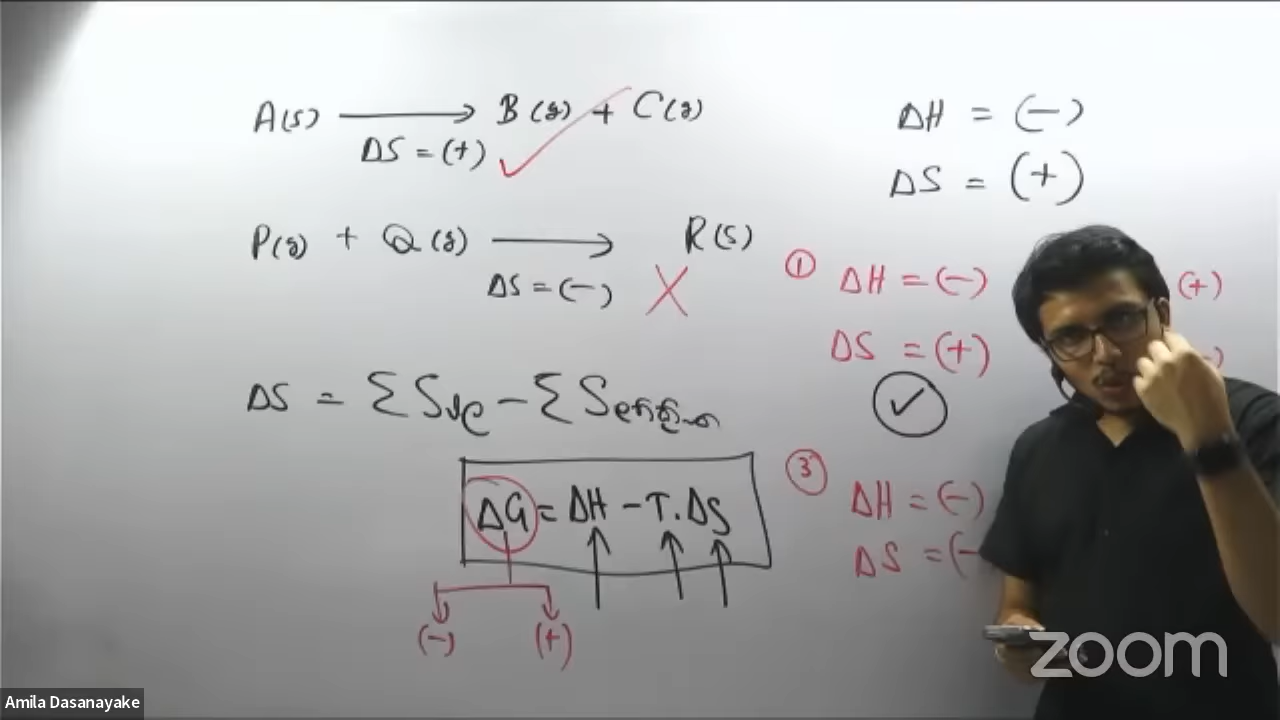 A(s) ⟶ B(g) + C(g)
ΔS = (+) ✓
P(g) + Q(g) ⟶ R(s)
ΔS = (-) X
ΔS = ΣSඵල - ΣSප්‍රතික්‍රියක
ΔG = ΔH - T.ΔS
(-) (+)
ΔH = (-)
ΔS = (+)
① ΔH = (-) (+)
ΔS = (+)
✓
③ ΔH = (-)
ΔS = (-
zoom
Amila Dasanayake